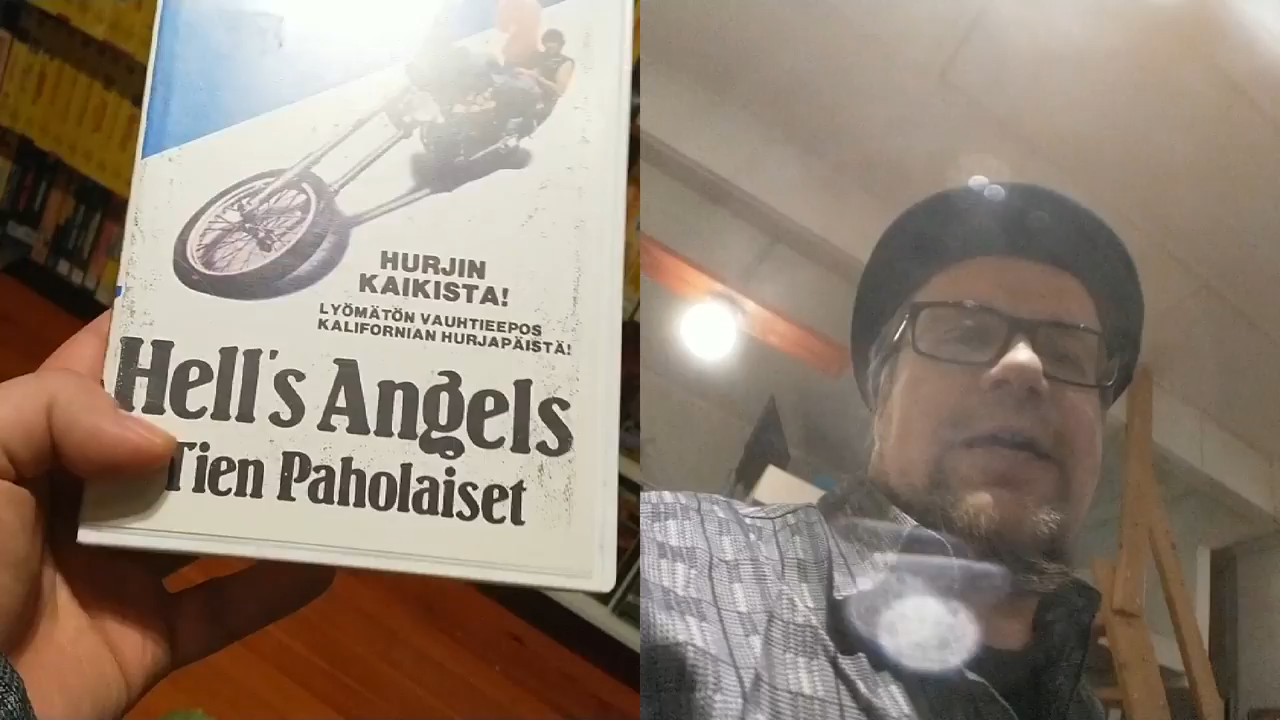 HURJIN
KAIKISTA!
LYÖMÄTÖN VAUHTIEEPOS
KALIFORNIAN HURJAPÄISTÄ!
Hell's Angels
Tien Paholaiset